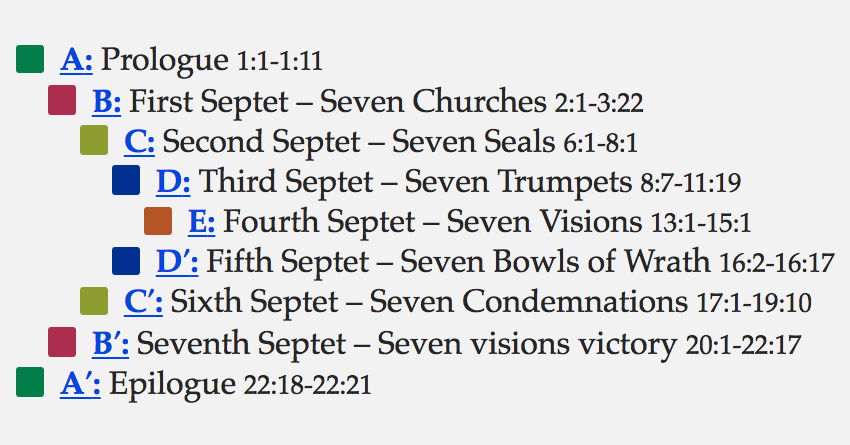 A: Prologue 1:1-1:11
B: First Septet – Seven Churches 2:1-3:22
C: Second Septet – Seven Seals 6:1-8:1
D: Third Septet – Seven Trumpets 8:7-11:19
E: Fourth Septet – Seven Visions 13:1-15:1
D′: Fifth Septet – Seven Bowls of Wrath 16:2-16:17
C′: Sixth Septet – Seven Condemnations 17:1-19:10
B′: Seventh Septet – Seven visions victory 20:1-22:17
A′: Epilogue 22:18-22:21